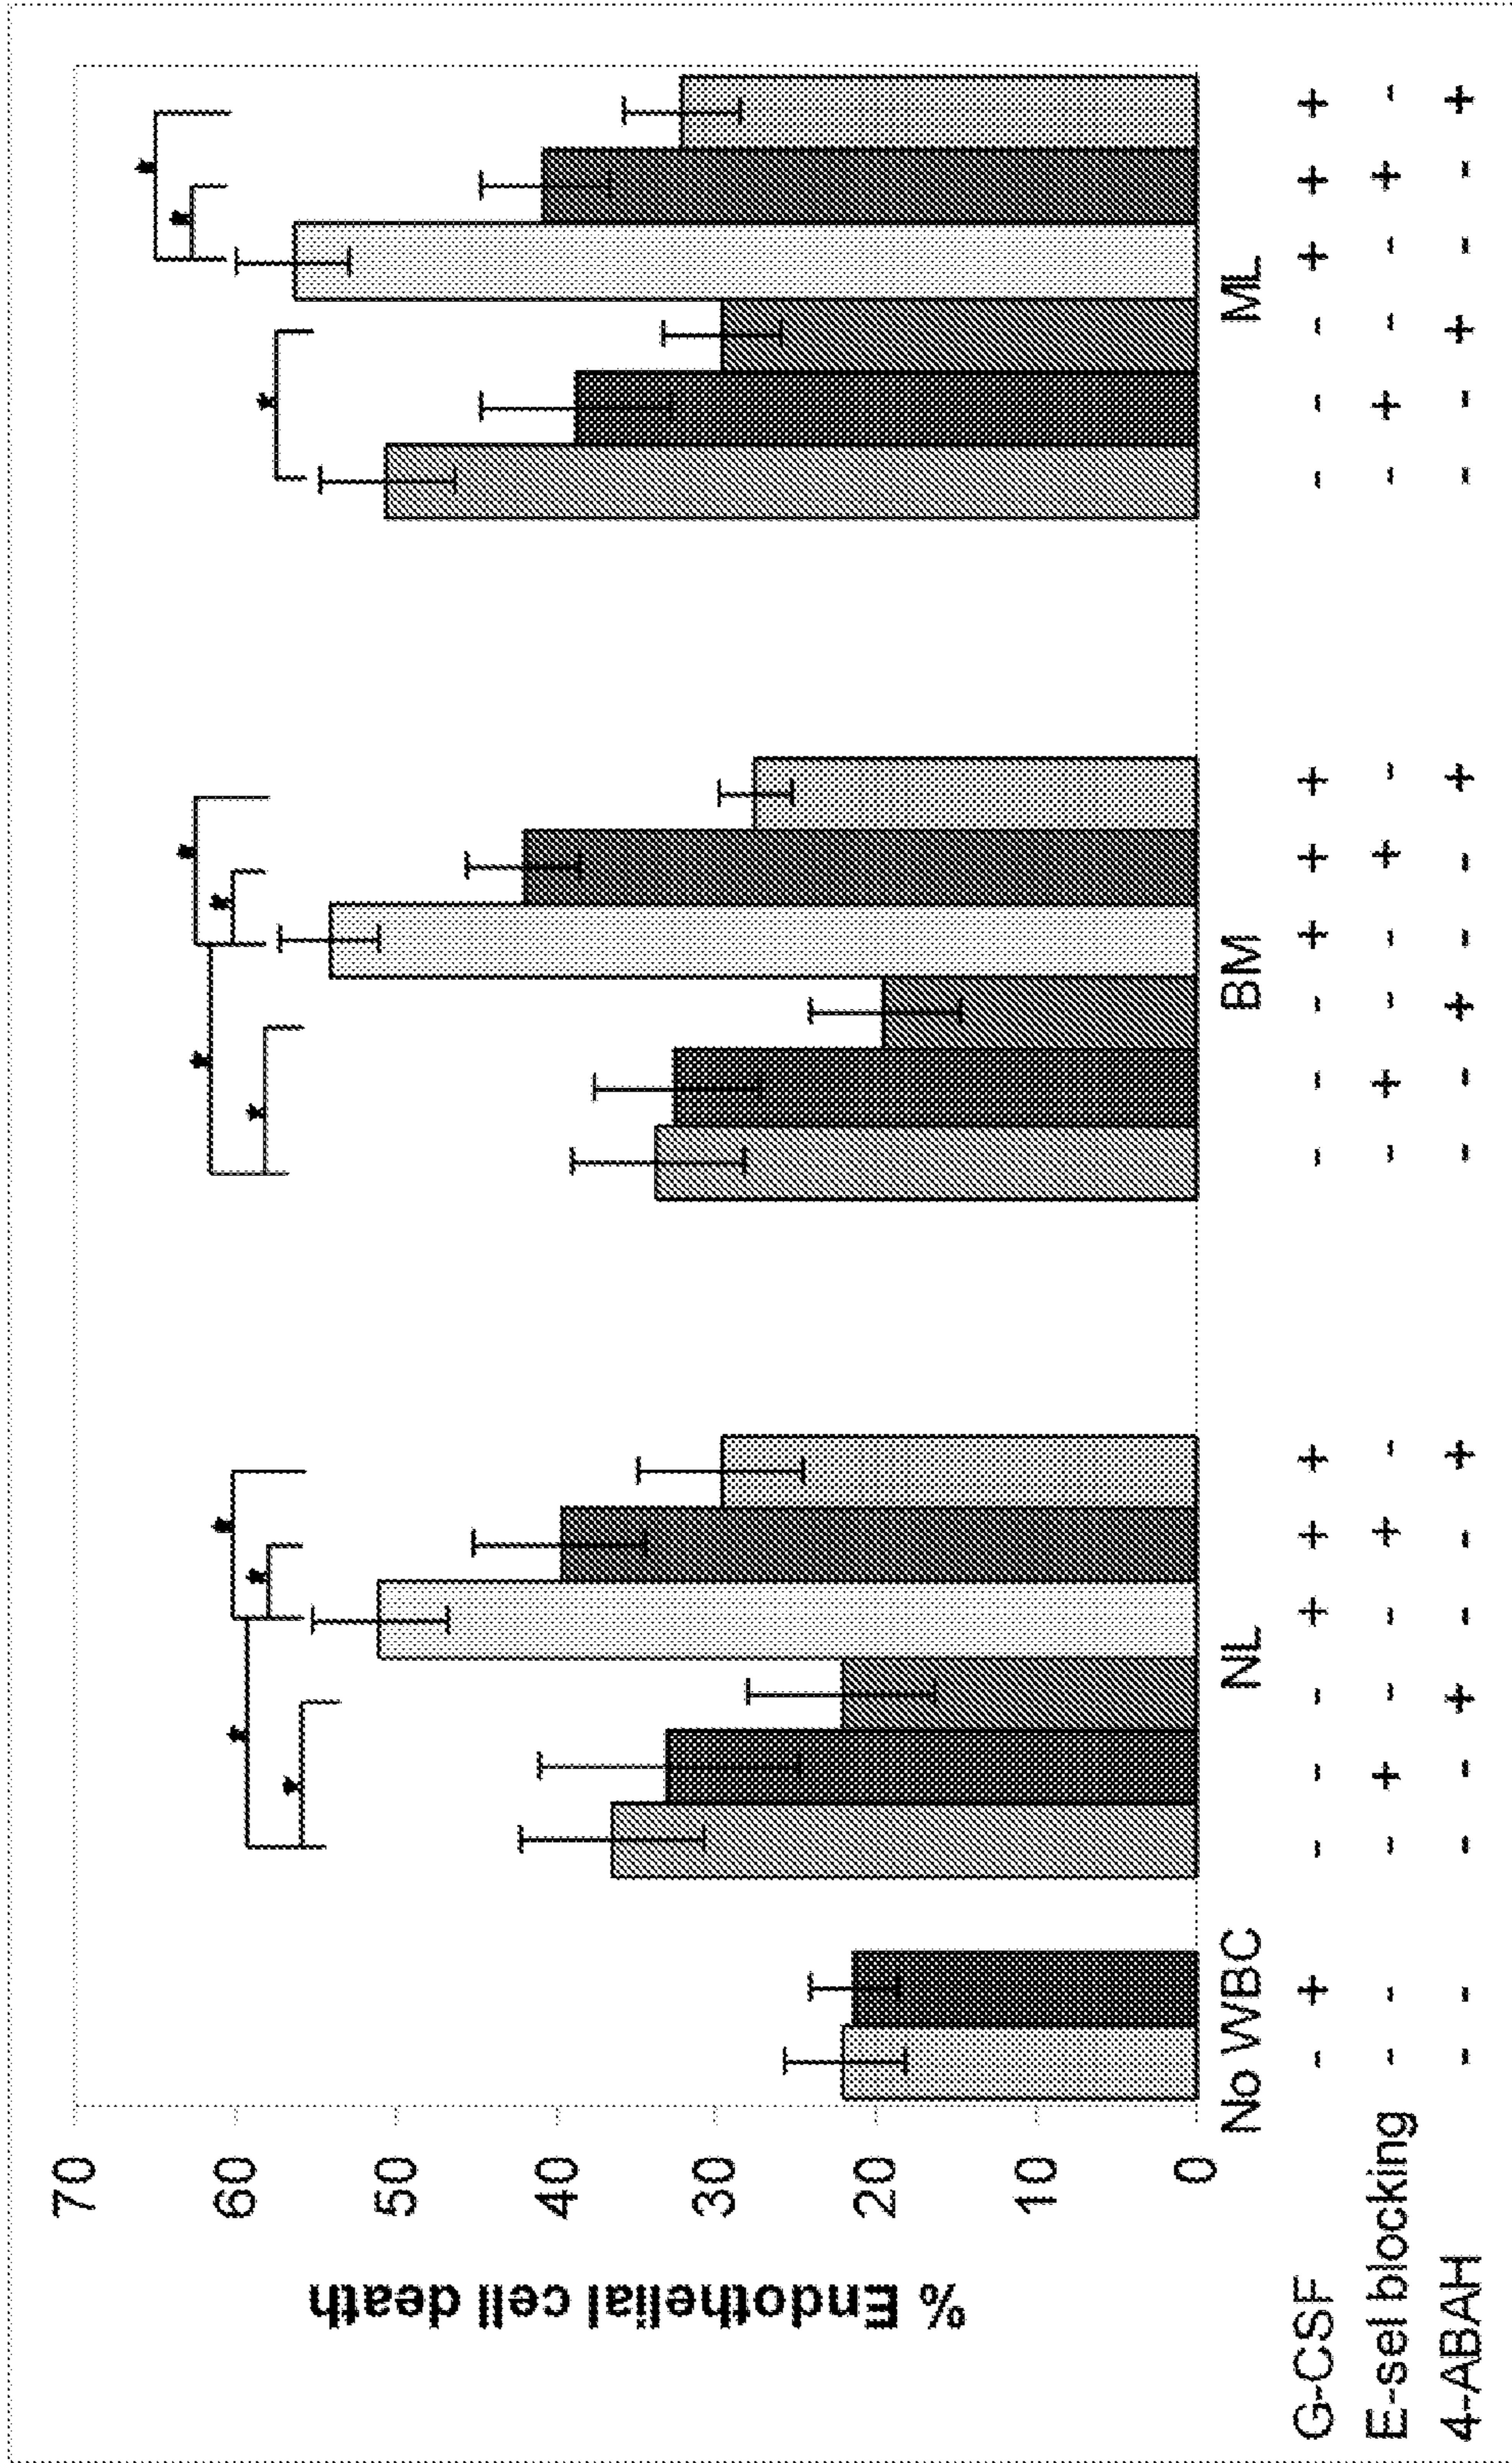 % Endothelial cell death
70
60
50
40
30
20
10
0
No WBC NL BM ML
G-CSF - + - - - + + + - - - + + + - - - + + +
E-sel blocking - - - + - - + - - + - - + - - + - - + -
4-ABAH - - - - + - - + - - + - - + - - + - - +
* * * *
* * * *
* * *